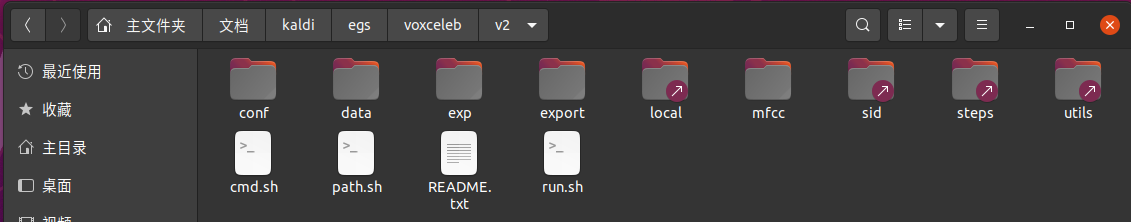 主文件夹 文档 kaldi egs voxceleb v2
最近使用
收藏
主目录
桌面
视频
conf data exp export local mfcc sid steps utils
cmd.sh path.sh README.
txt run.sh